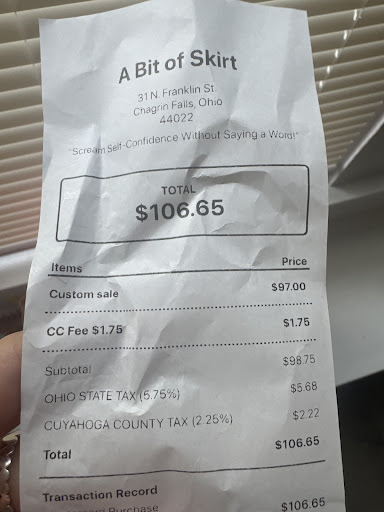 A Bit of Skirt
31 N. Franklin St.
Chagrin Falls, Ohio
44022
"Scream Self-Confidence Without Saying a Word!"
TOTAL
$106.65
Items Price
Custom sale $97.00
CC Fee $1.75 $1.75
Subtotal $98.75
OHIO STATE TAX (5.75%) $5.68
CUYAHOGA COUNTY TAX (2.25%) $2.22
Total $106.65
Transaction Record
Purchase $106.65